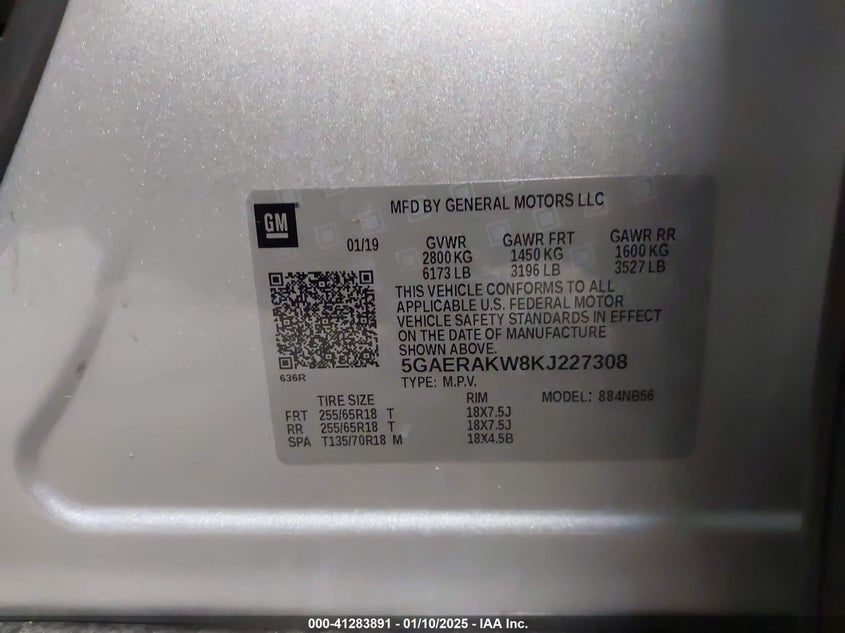 GM
MFD BY GENERAL MOTORS LLC
01/19
GVWR GAWR FRT GAWR RR
2800 KG 1450 KG 1600 KG
6173 LB 3196 LB 3527 LB
THIS VEHICLE CONFORMS TO ALL
APPLICABLE U.S. FEDERAL MOTOR
VEHICLE SAFETY STANDARDS IN EFFECT
ON THE DATE OF MANUFACTURE
SHOWN ABOVE.
5GAERAKW8KJ227308
636R
TYPE: M.P.V.
TIRE SIZE RIM MODEL: 884NB56
FRT 255/65R18 T 18X7.5J
RR 255/65R18 T 18X7.5J
SPA T135/70R18 M 18X4.5B
000-41283891 - 01/10/2025 - IAA Inc.